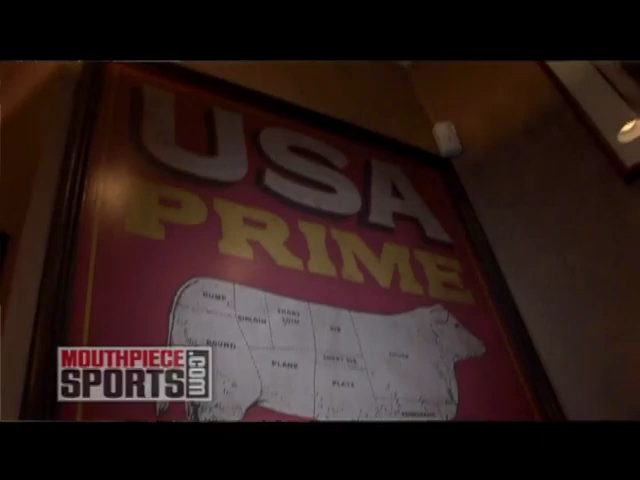 USA
PRIME
RUMP
SIRLOIN
SHORT
LOIN
RIB
ROUND
FLANK
SHORT RIB
CHUCK
PLATE
MOUTHPIECE
SPORTS.com